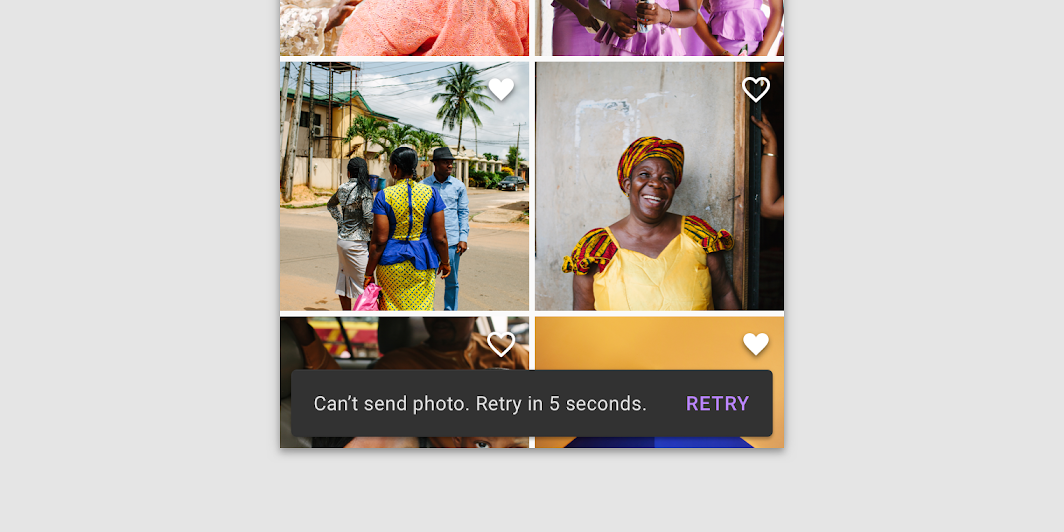 Can’t send photo. Retry in 5 seconds. RETRY